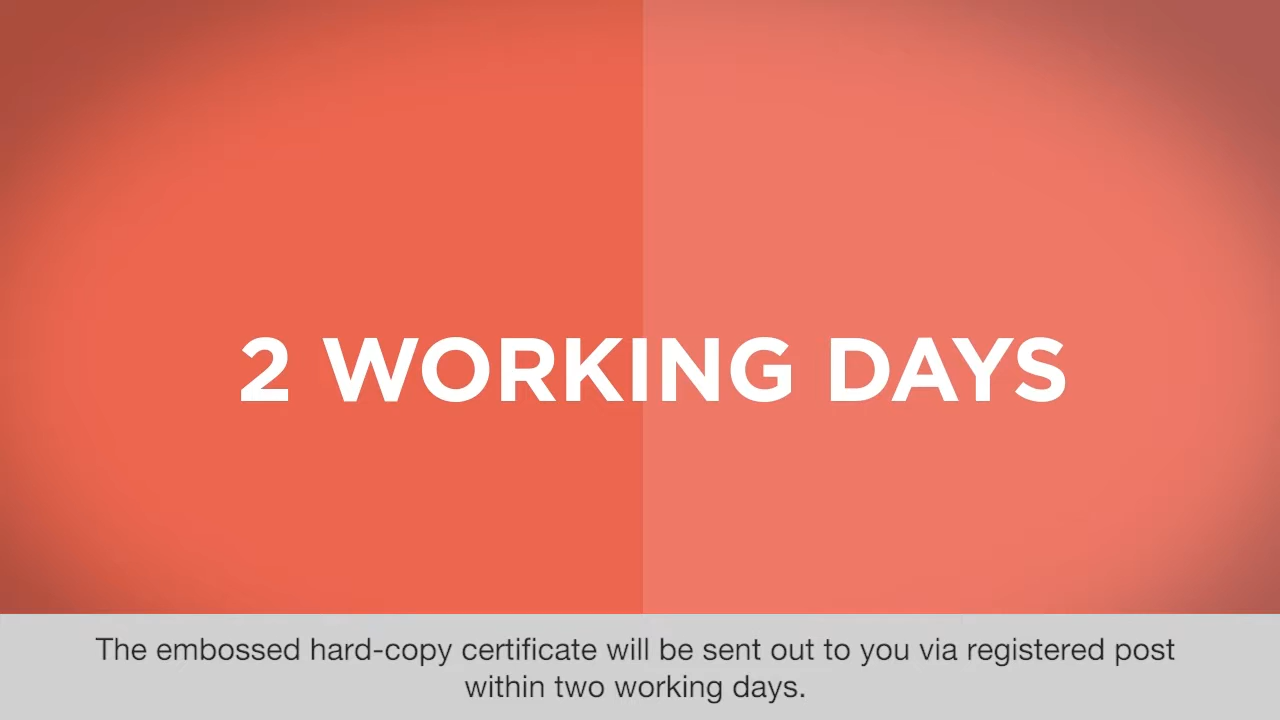 2 WORKING DAYS
The embossed hard-copy certificate will be sent out to you via registered post
within two working days.